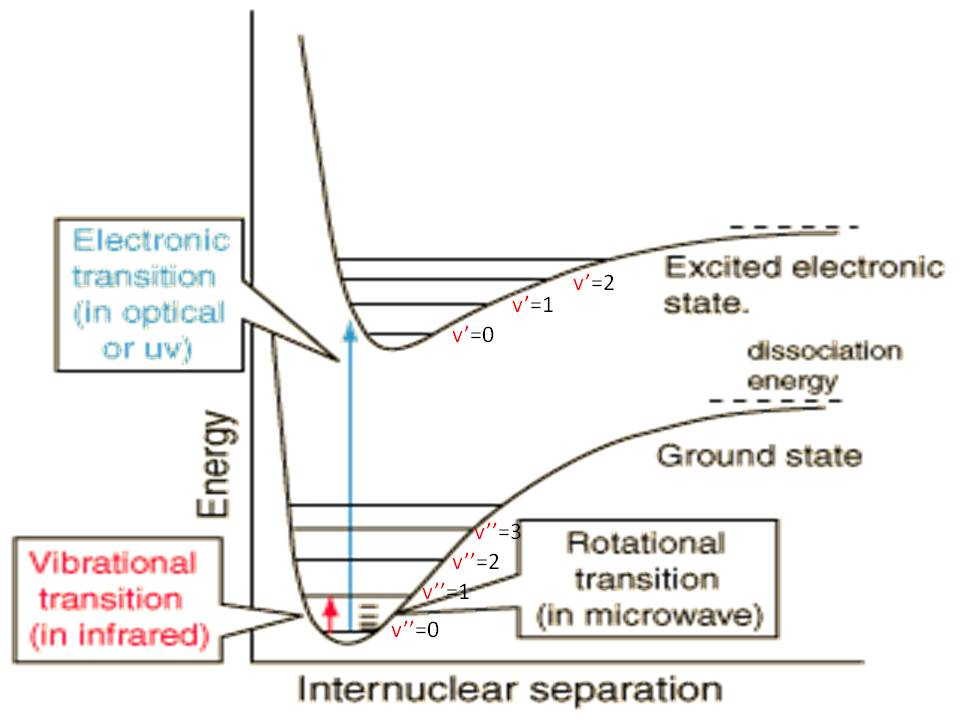 Electronic
transition
(in optical
or uv)
Excited electronic
state.
v’=2
v’=1
v’=0
dissociation
energy
Ground state
Energy
v’’=3
v’’=2
v’’=1
v’’=0
Vibrational
transition
(in infrared)
Rotational
transition
(in microwave)
Internuclear separation